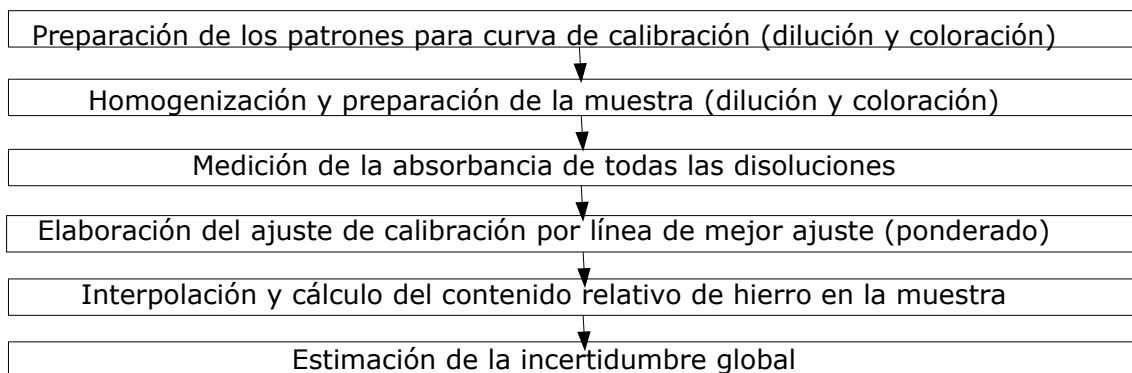 Preparación de los patrones para curva de calibración (dilución y coloración)
Homogenización y preparación de la muestra (dilución y coloración)
Medición de la absorbancia de todas las disoluciones
Elaboración del ajuste de calibración por línea de mejor ajuste (ponderado)
Interpolación y cálculo del contenido relativo de hierro en la muestra
Estimación de la incertidumbre global